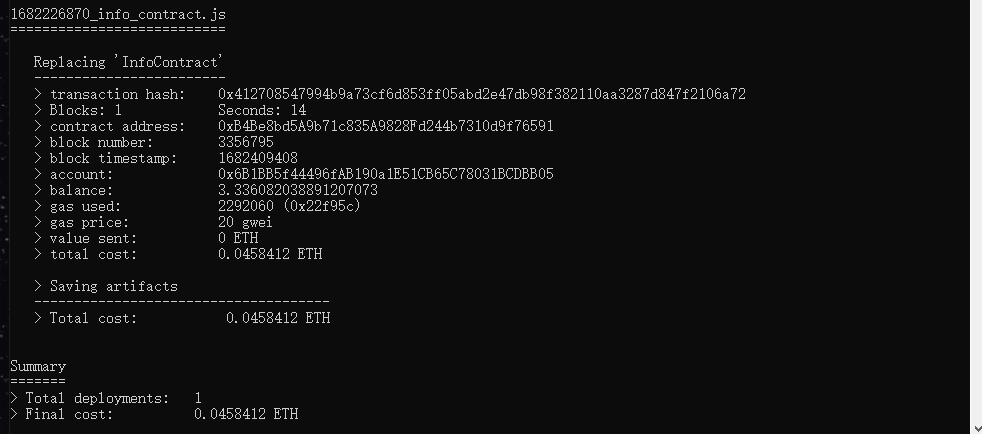 1682226870_info_contract.js
===========================
Replacing 'InfoContract'
------------------------
> transaction hash:    0x412708547994b9a73cf6d853ff05abd2e47db98f382110aa3287d847f2106a72
> Blocks: 1            Seconds: 14
> contract address:    0xB4Be8bd5A9b71c835A9828Fd244b7310d9f76591
> block number:        3356795
> block timestamp:     1682409408
> account:             0x6B1BB5f44496fAB190a1E51CB65C78031BCDBB05
> balance:             3.336082038891207073
> gas used:            2292060 (0x22f95c)
> gas price:           20 gwei
> value sent:          0 ETH
> total cost:          0.0458412 ETH
> Saving artifacts
-------------------------------------
> Total cost:           0.0458412 ETH
Summary
=======
> Total deployments:   1
> Final cost:          0.0458412 ETH